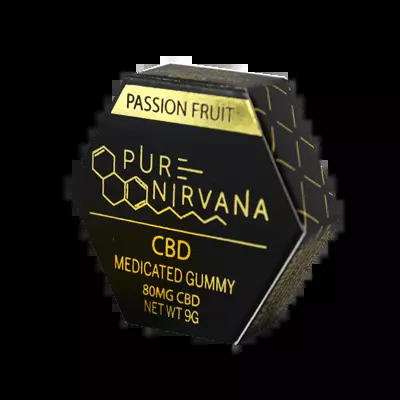 PASSION FRUIT
PURE
NIRVANA
CBD
MEDICATED GUMMY
80MG CBD
NET WT 9G